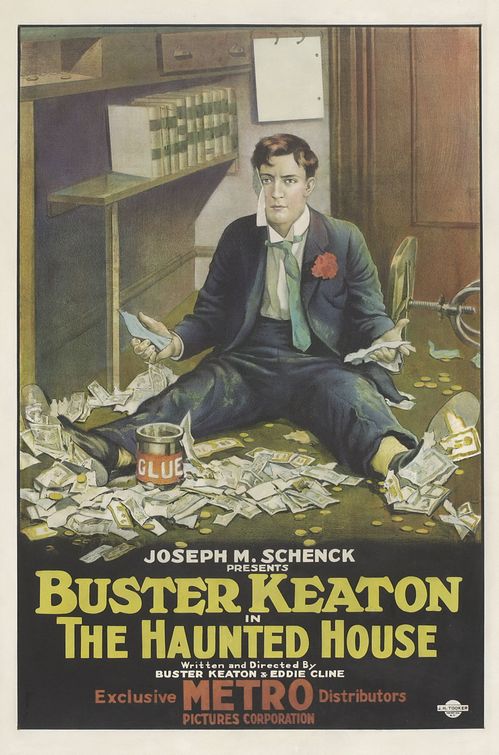 GLUE
JOSEPH M. SCHENCK
PRESENTS
BUSTER KEATON
IN
THE HAUNTED HOUSE
Written and Directed By
BUSTER KEATON & EDDIE CLINE
Exclusive METRO Distributors
PICTURES CORPORATION
J.H. TOOKER